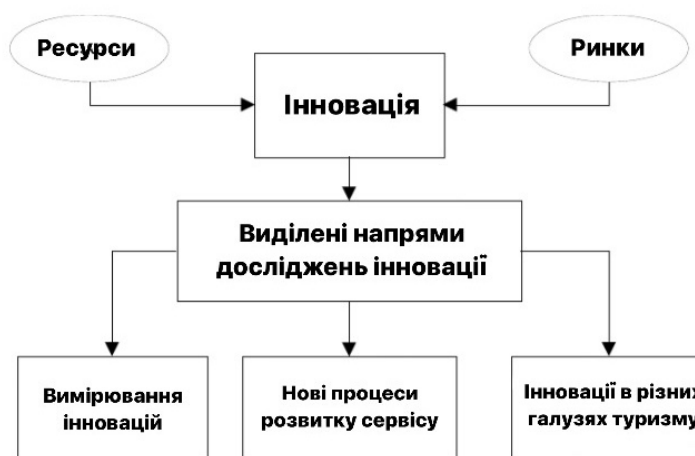 Ресурси
Ринки
Інновація
Виділені напрями
досліджень інновації
Вимірювання
інновацій
Нові процеси
розвитку сервісу
Інновації в різних
галузях туризму